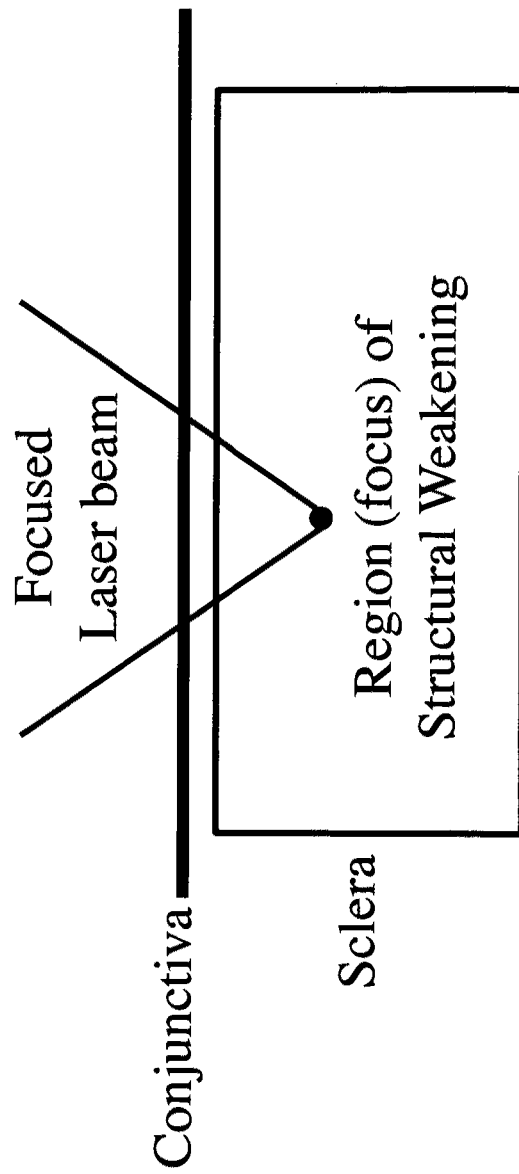 Focused
Laser beam
Conjunctiva
Sclera
Region (focus) of
Structural Weakening